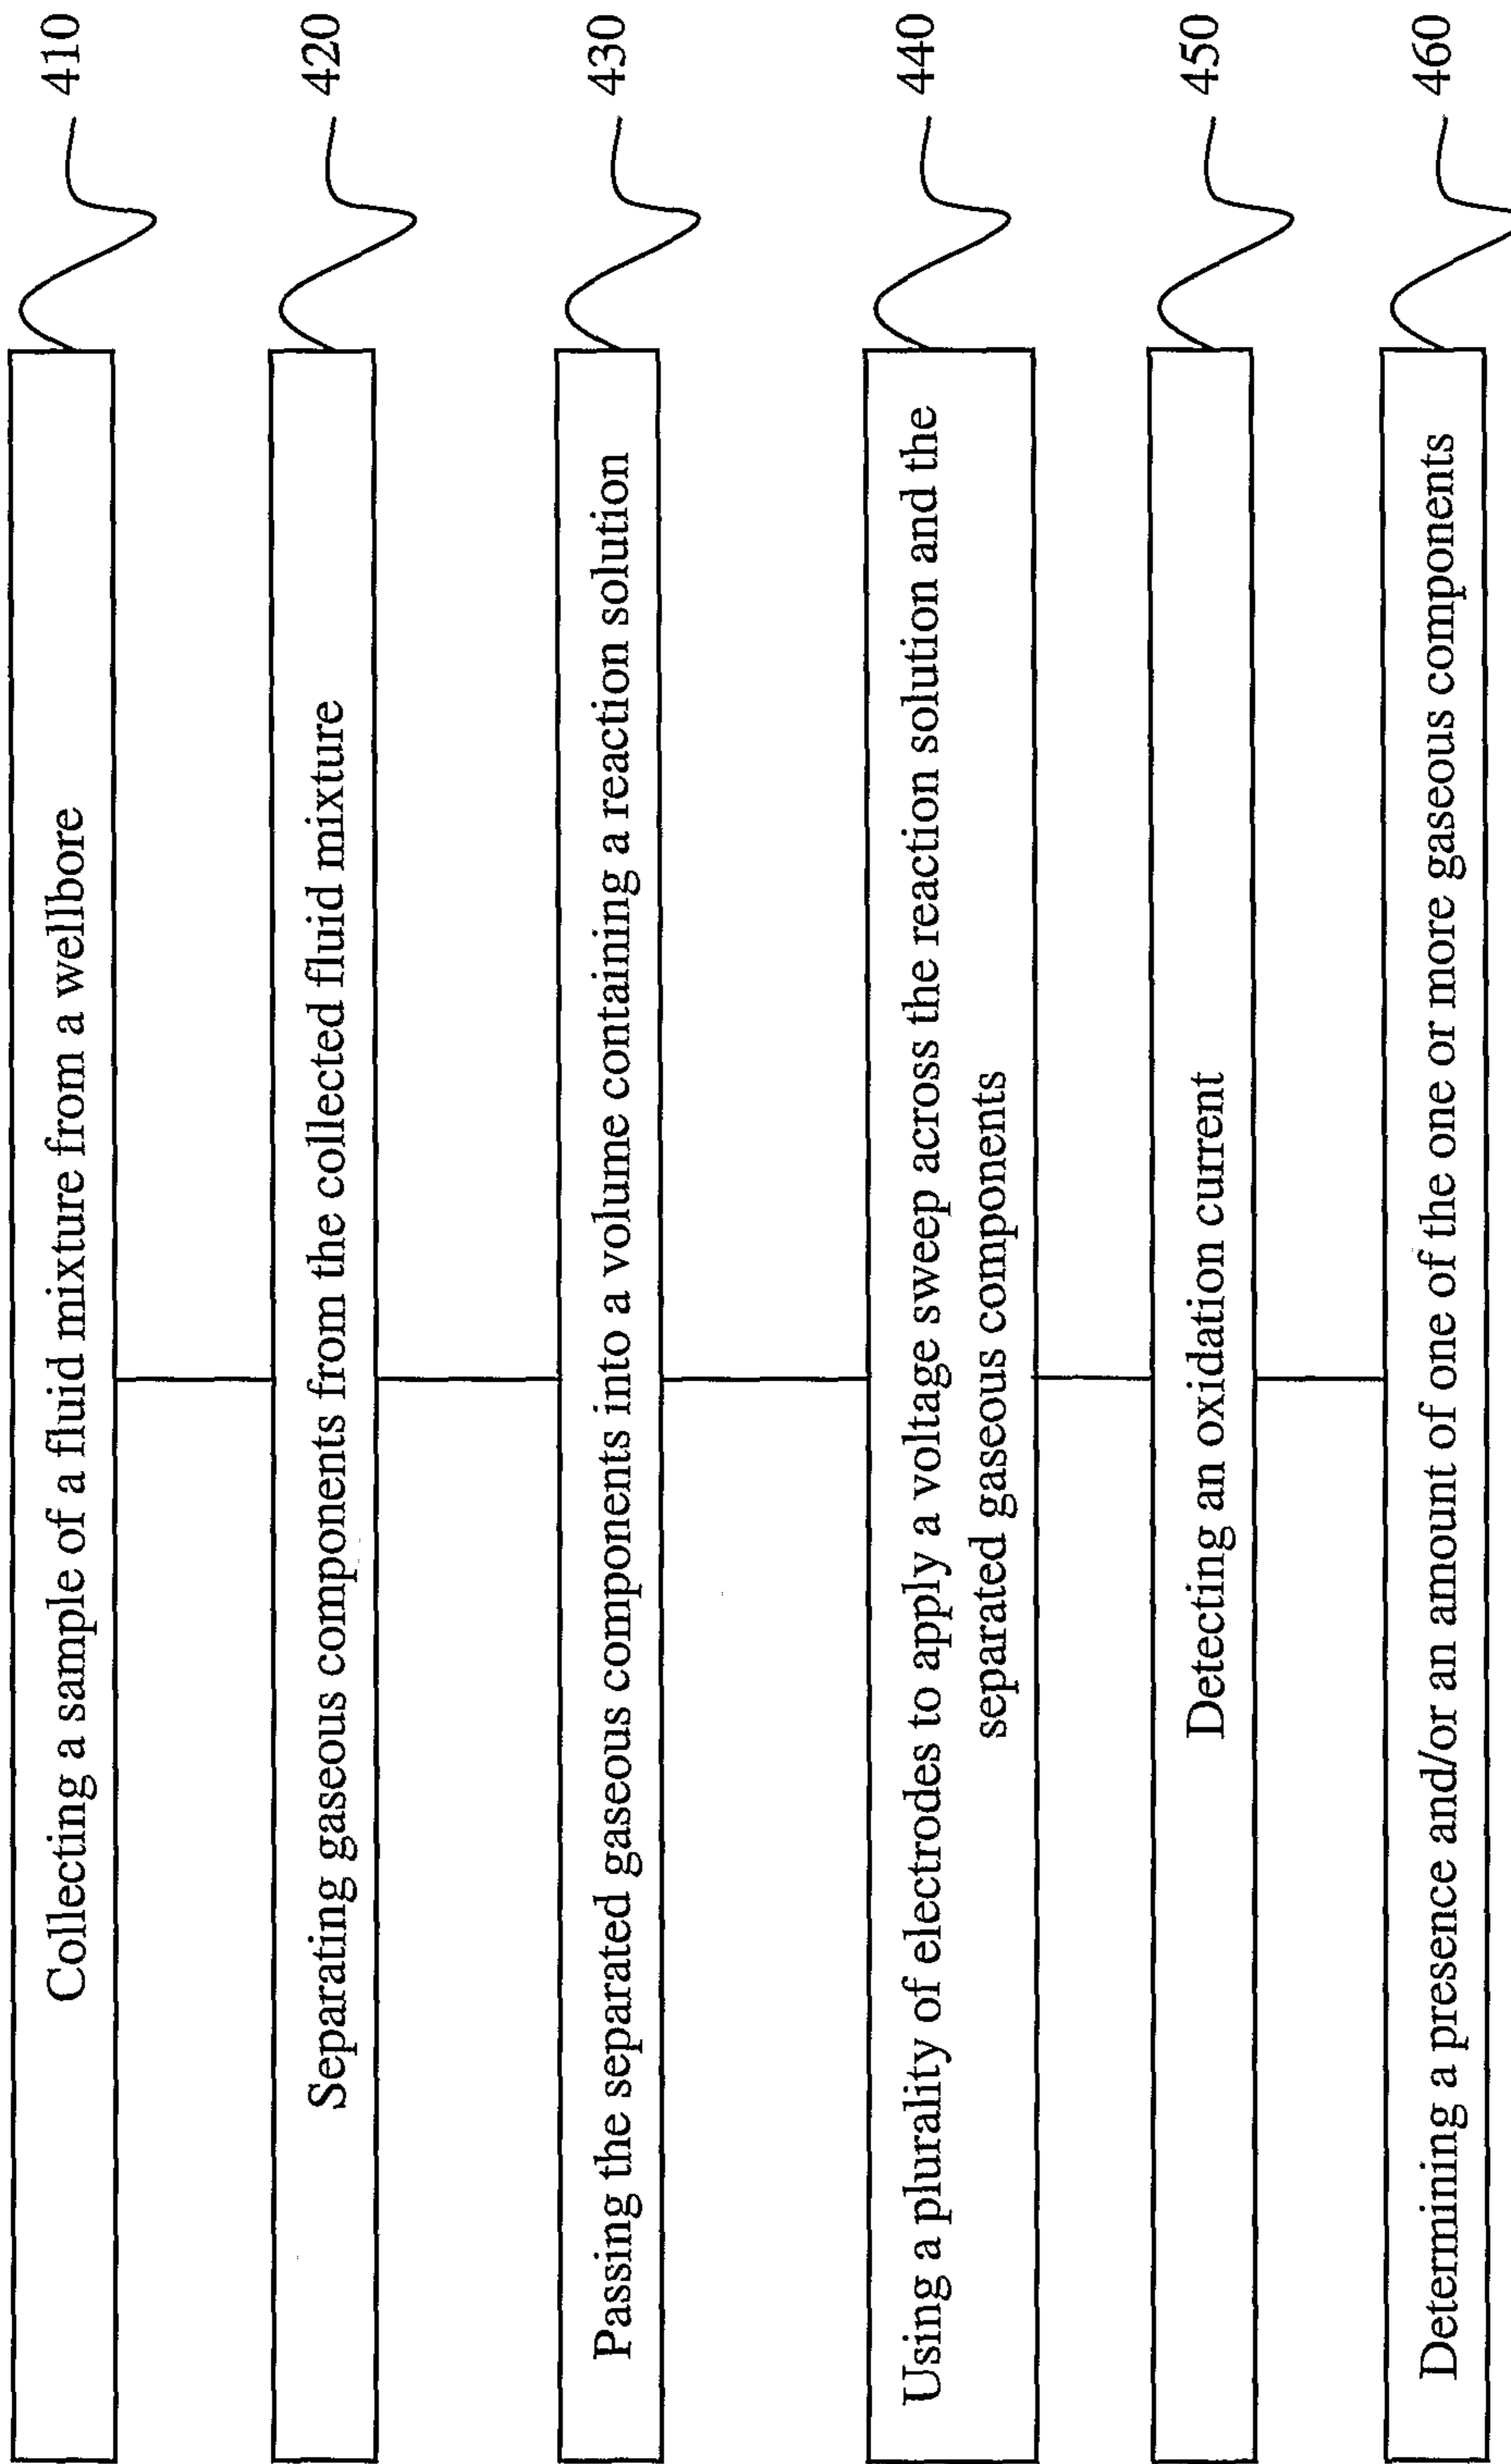 Collecting a sample of a fluid mixture from a wellbore
410
Separating gaseous components from the collected fluid mixture
420
Passing the separated gaseous components into a volume containing a reaction solution
430
Using a plurality of electrodes to apply a voltage sweep across the reaction solution and the
separated gaseous components
440
Detecting an oxidation current
450
Determining a presence and/or an amount of one of the one or more gaseous components
460